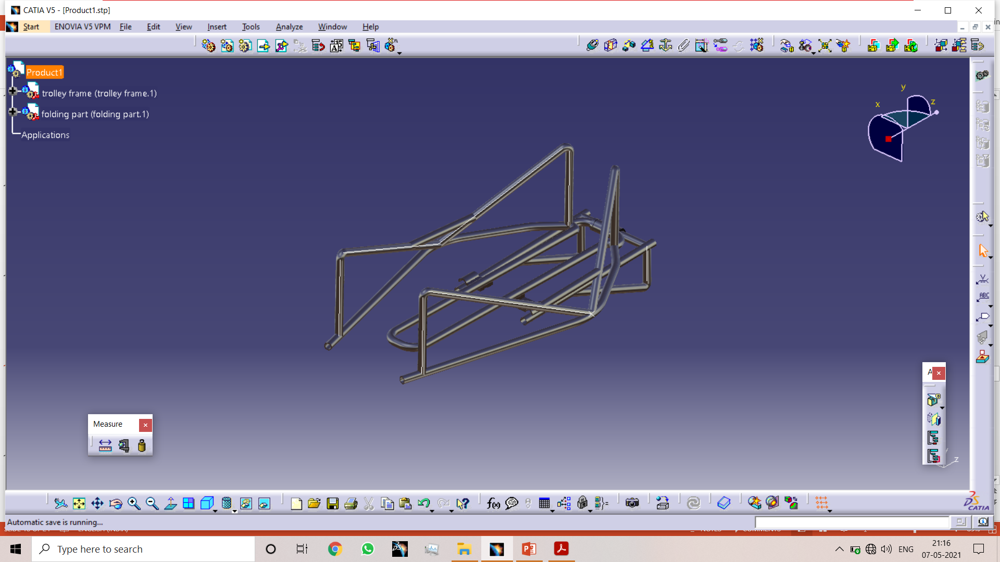 CATIA V5 - [Product1.stp]
Start ENOVIA V5 VPM File Edit View Insert Tools Analyze Window Help
Product1
trolley frame (trolley frame.1)
folding part (folding part.1)
Applications
y
x
z
Measure
A
z
ABC
f(x)
CATIA
Automatic save is running...
Type here to search
ENG
21:16
07-05-2021